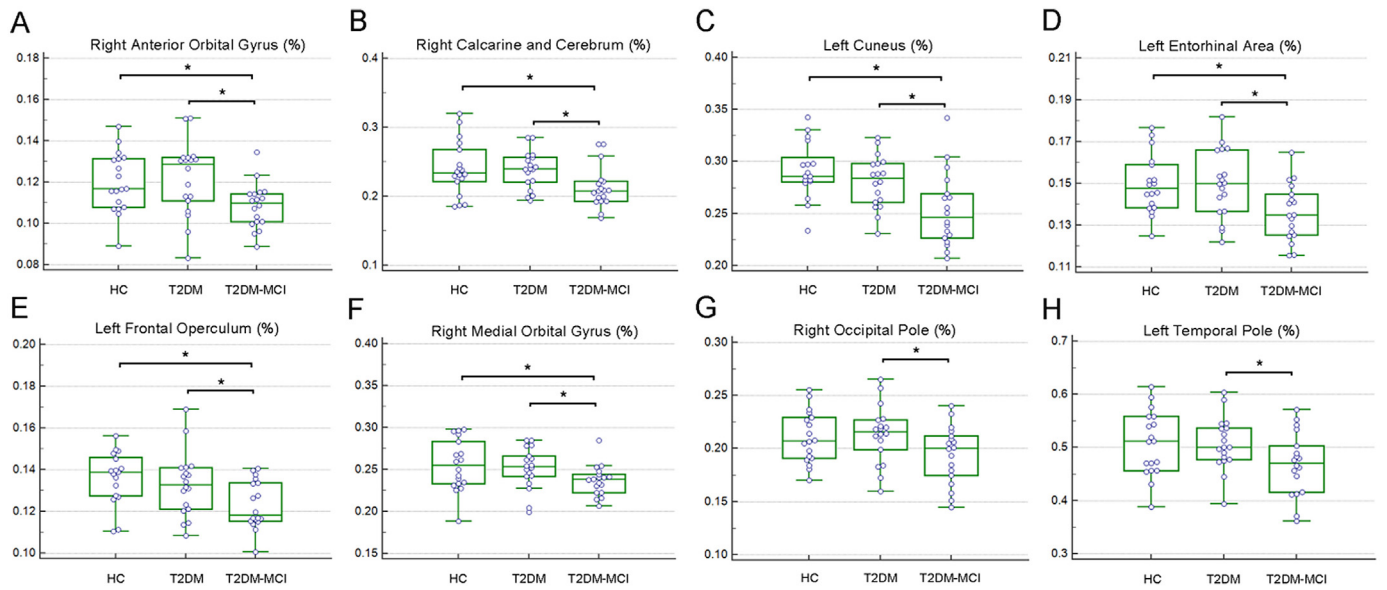 A
Right Anterior Orbital Gyrus (%)
0.18
0.16
0.14
0.12
0.10
0.08
*
*
HC T2DM T2DM-MCI
B
Right Calcarine and Cerebrum (%)
0.4
0.3
0.2
0.1
*
*
HC T2DM T2DM-MCI
C
Left Cuneus (%)
0.40
0.35
0.30
0.25
0.20
*
*
HC T2DM T2DM-MCI
D
Left Entorhinal Area (%)
0.21
0.19
0.17
0.15
0.13
0.11
*
*
HC T2DM T2DM-MCI
E
Left Frontal Operculum (%)
0.20
0.18
0.16
0.14
0.12
0.10
*
*
HC T2DM T2DM-MCI
F
Right Medial Orbital Gyrus (%)
0.40
0.35
0.30
0.25
0.20
0.15
*
*
HC T2DM T2DM-MCI
G
Right Occipital Pole (%)
0.30
0.25
0.20
0.15
0.10
*
HC T2DM T2DM-MCI
H
Left Temporal Pole (%)
0.7
0.6
0.5
0.4
0.3
*
HC T2DM T2DM-MCI